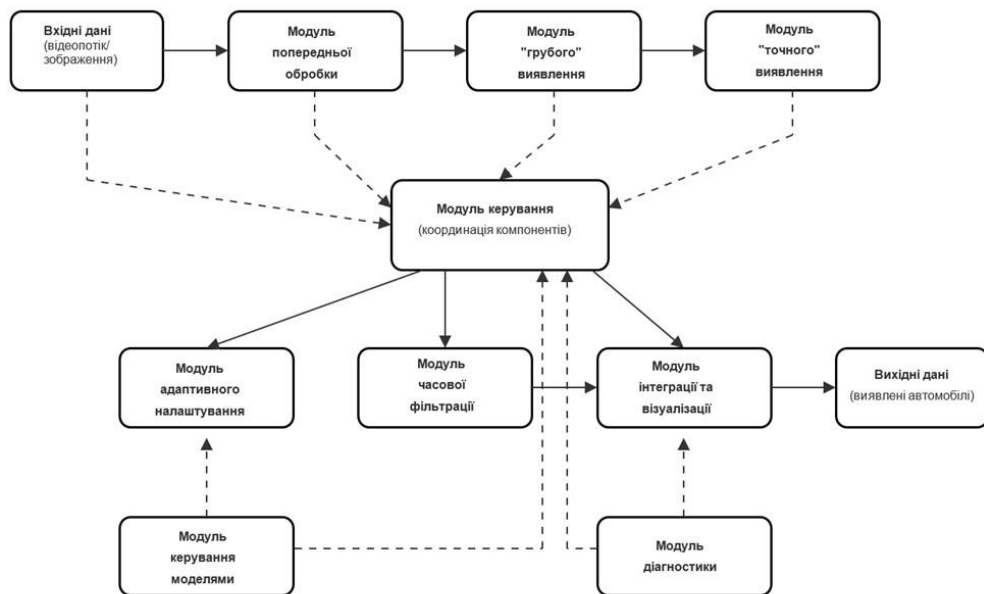 Вхідні дані
(відеопотік/
зображення)
Модуль
попередньої
обробки
Модуль
"грубого"
виявлення
Модуль
"точного"
виявлення
Модуль керування
(координація компонентів)
Модуль
адаптивного
налаштування
Модуль
часової
фільтрації
Модуль
інтеграції та
візуалізації
Вихідні дані
(виявлені автомобілі)
Модуль
керування
моделями
Модуль
діагностики